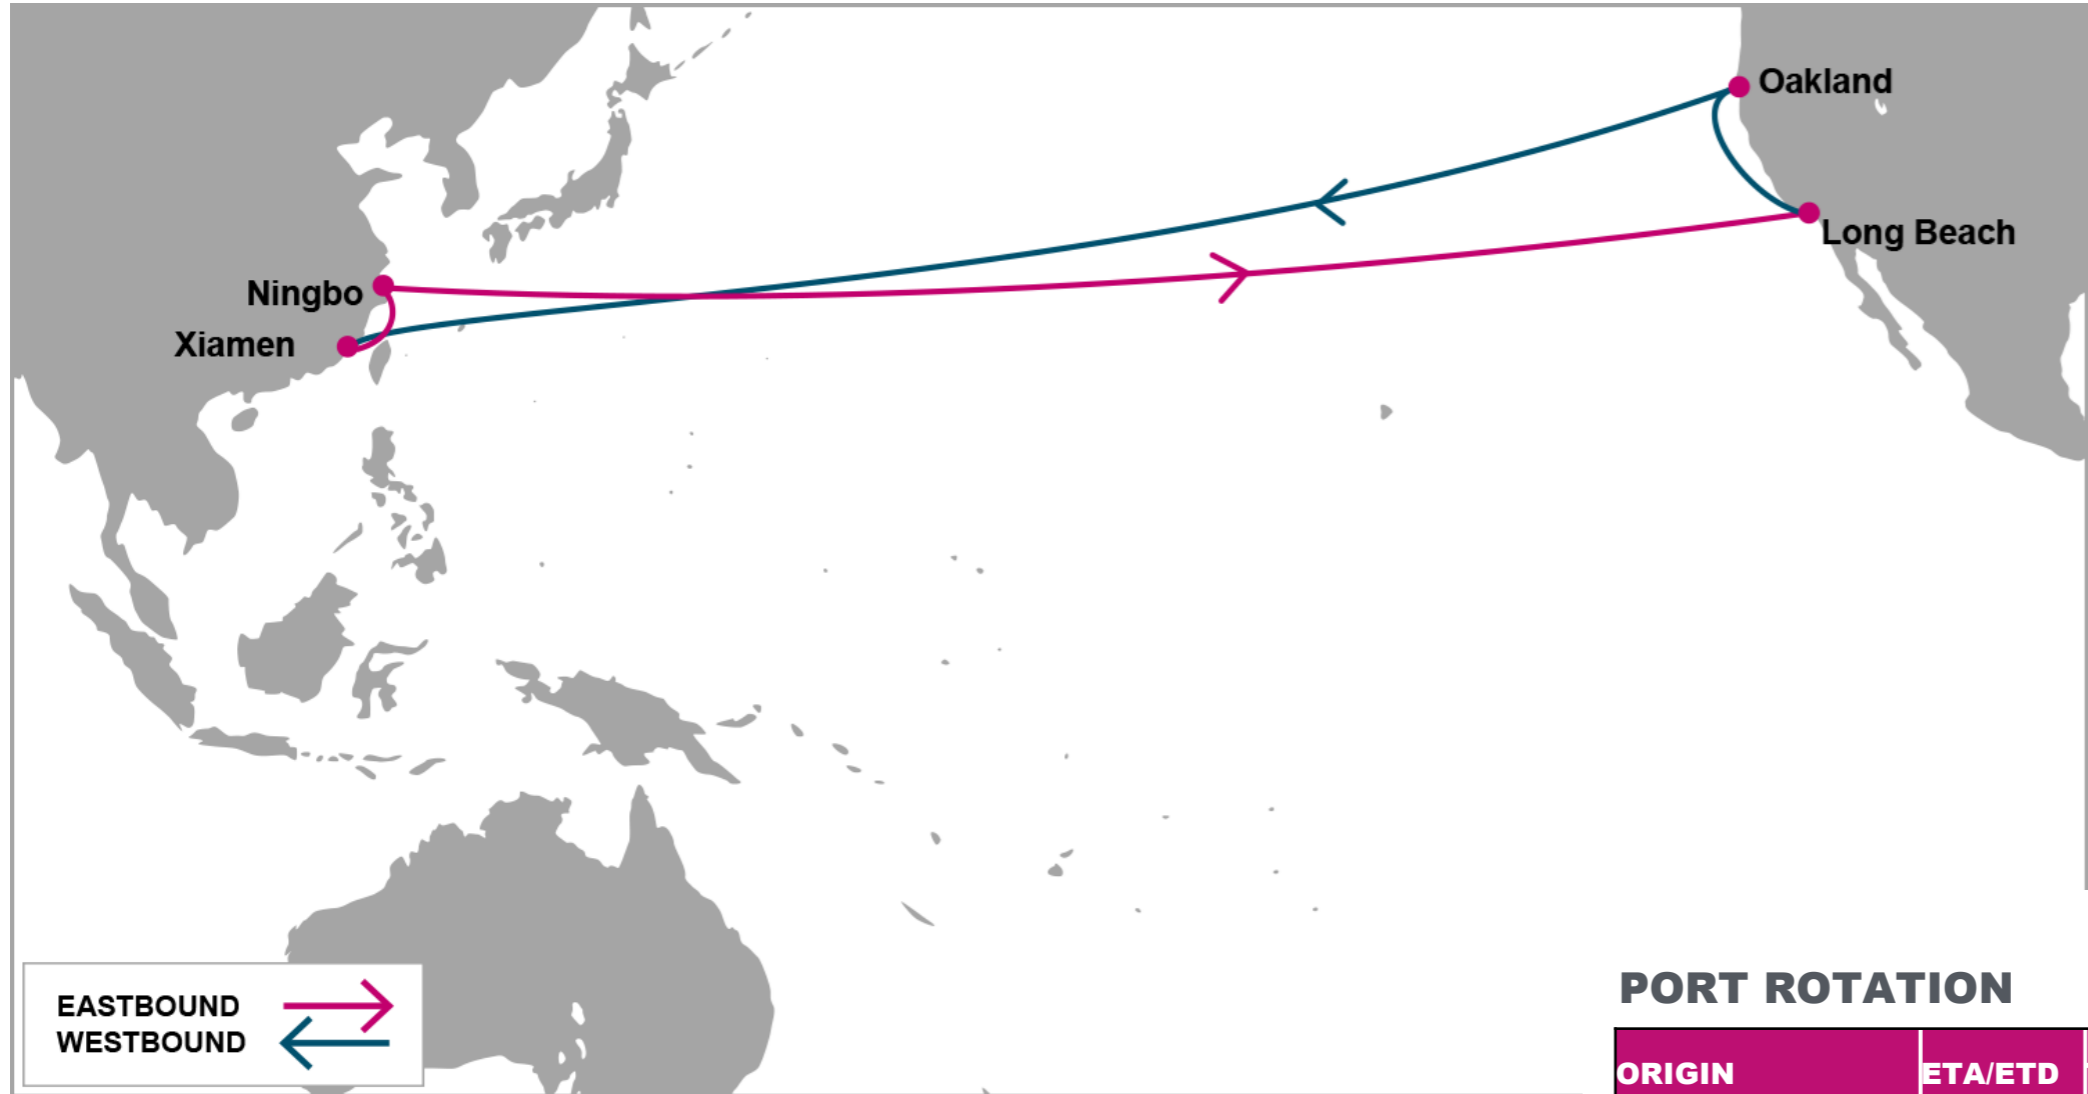 Oakland
Long Beach
Ningbo
Xiamen
EASTBOUND
WESTBOUND
PORT ROTATION
ORIGIN ETA/ETD